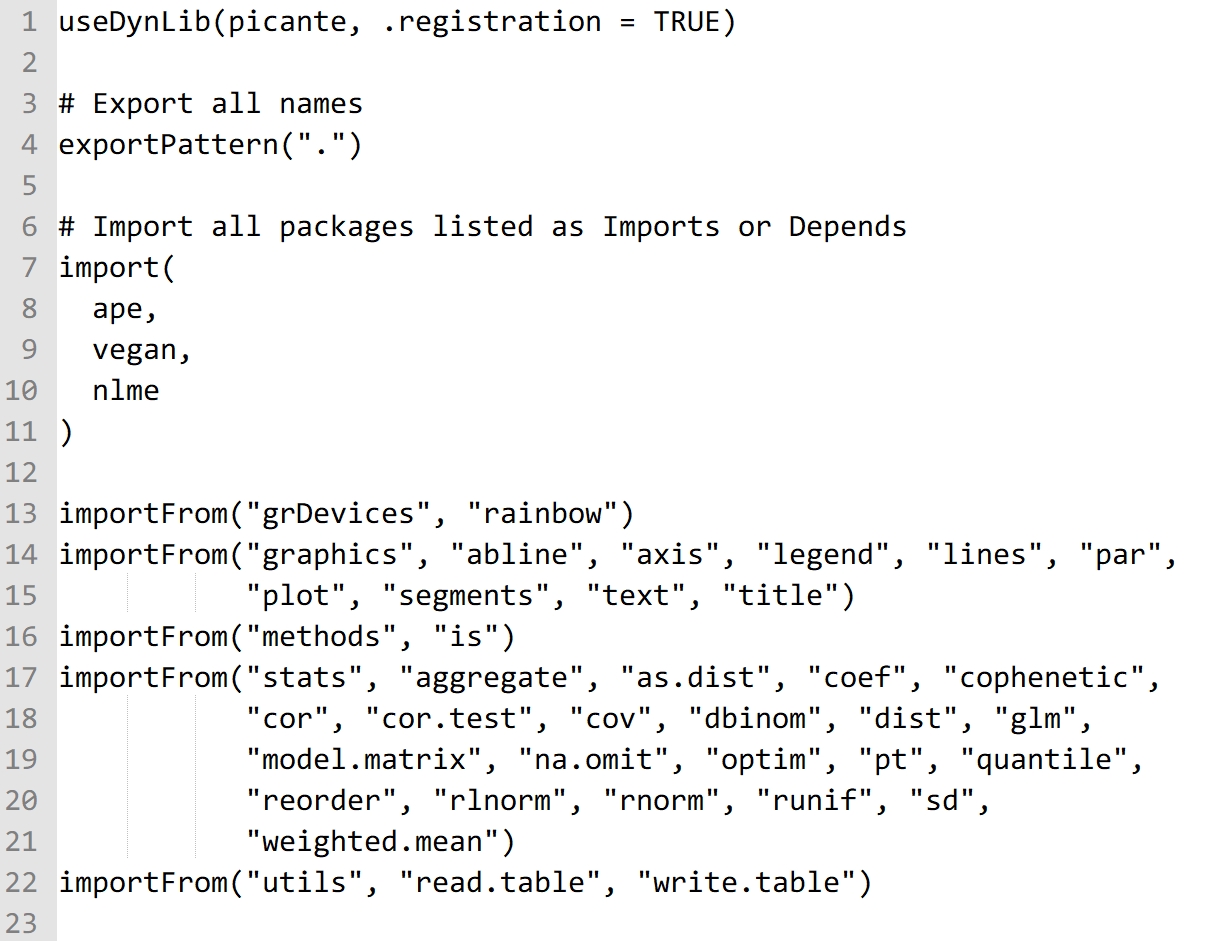 1 useDynLib(picante, .registration = TRUE)
2
3 # Export all names
4 exportPattern(".")
5
6 # Import all packages listed as Imports or Depends
7 import(
8   ape,
9   vegan,
10   nlme
11 )
12
13 importFrom("grDevices", "rainbow")
14 importFrom("graphics", "abline", "axis", "legend", "lines", "par",
15            "plot", "segments", "text", "title")
16 importFrom("methods", "is")
17 importFrom("stats", "aggregate", "as.dist", "coef", "cophenetic",
18            "cor", "cor.test", "cov", "dbinom", "dist", "glm",
19            "model.matrix", "na.omit", "optim", "pt", "quantile",
20            "reorder", "rlnorm", "rnorm", "runif", "sd",
21            "weighted.mean")
22 importFrom("utils", "read.table", "write.table")
23